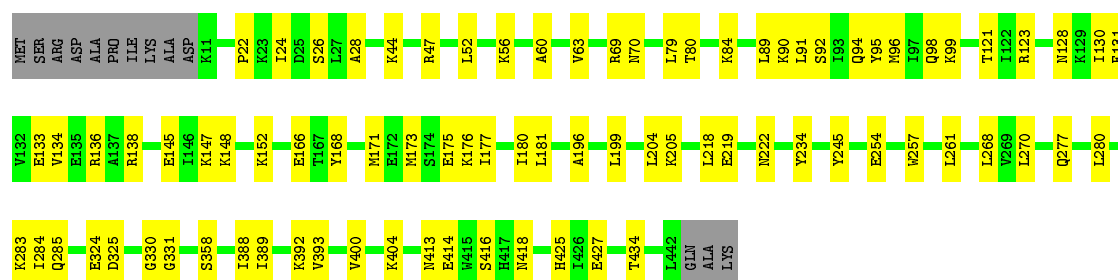 MET SER ARG ASP ALA PRO ILE LYS ALA ASP K11 P22 K23 I24 D25 S26 L27 A28 K44 R47 L52 K56 A60 V63 R69 N70 L79 T80 K84 L89 K90 L91 S92 I93 Q94 Y95 M96 I97 Q98 K99 T121 I122 R123 N128 K129 I130 E131
V132 E133 V134 E135 R136 A137 R138 E145 I146 K147 K148 K152 E166 T167 Y168 M171 E172 M173 S174 E175 K176 I177 I180 L181 A196 L199 L204 K205 L218 E219 N222 Y234 Y245 E254 W257 L261 L268 V269 L270 Q277 L280
K283 I284 Q285 E324 D325 G330 G331 S358 I388 I389 K392 V393 V400 K404 N413 E414 W415 S416 H417 N418 H425 I426 E427 T434 L442 GLN ALA LYS